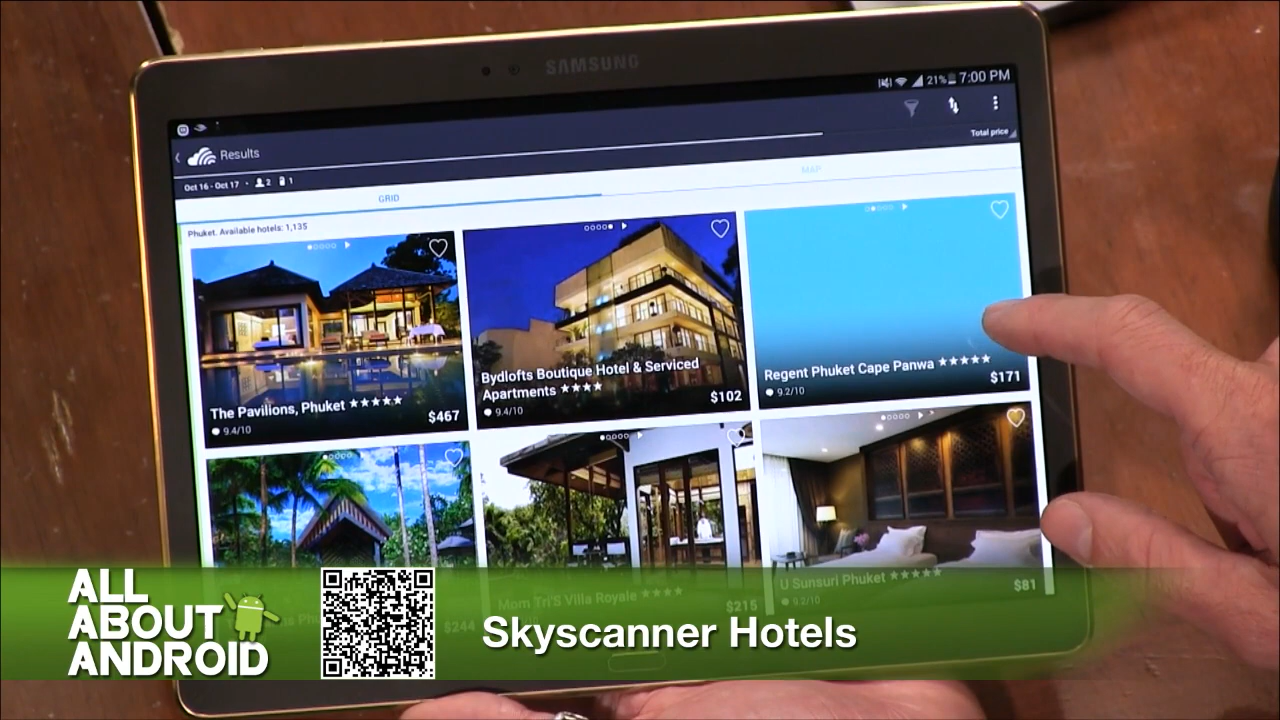 SAMSUNG
21% 7:00 PM
Results
Total price
Oct 16 - Oct 17 · 2 1
GRID
MAP
Phuket. Available hotels: 1,135
The Pavilions, Phuket ★★★★★
$467
9.4/10
Bydlofts Boutique Hotel & Serviced
Apartments ★★★★
$102
9.4/10
Regent Phuket Cape Panwa ★★★★★
$171
9.2/10
$244
Mom Tri'S Villa Royale ★★★★
$215
U Sunsuri Phuket ★★★★★
$81
9.2/10
ALL
ABOUT
ANDROID
Skyscanner Hotels